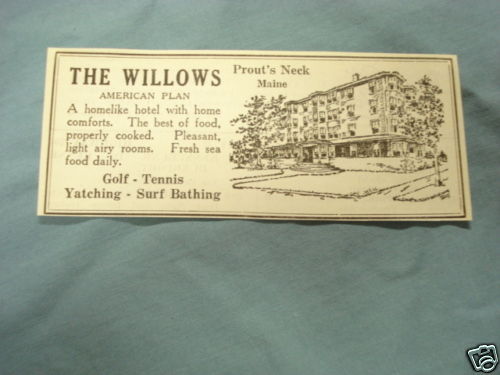 THE WILLOWS
AMERICAN PLAN
A homelike hotel with home
comforts. The best of food,
properly cooked. Pleasant,
light airy rooms. Fresh sea
food daily.
Golf - Tennis
Yatching - Surf Bathing
Prout's Neck
Maine